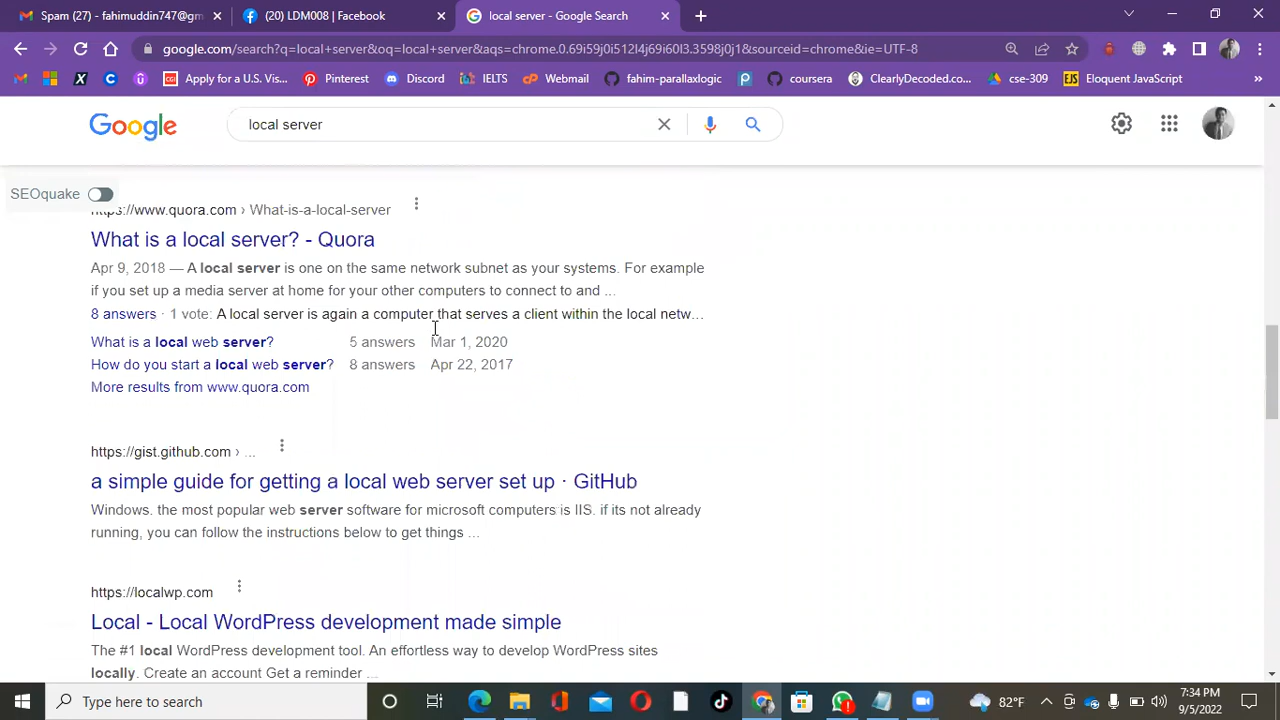 Spam (27) - fahimuddin747@gm
(20) LDM008 | Facebook
local server - Google Search
google.com/search?q=local+server&oq=local+server&aqs=chrome.0.69i59j0i512l4j69i60l3.3598j0j1&sourceid=chrome&ie=UTF-8
Apply for a U.S. Vis...
Pinterest
Discord
IELTS
Webmail
fahim-parallaxlogic
coursera
ClearlyDecoded.co...
cse-309
EJS
Eloquent JavaScript
Google
local server
SEOquake
https://www.quora.com › What-is-a-local-server
What is a local server? - Quora
Apr 9, 2018 — A local server is one on the same network subnet as your systems. For example
if you set up a media server at home for your other computers to connect to and ...
8 answers · 1 vote: A local server is again a computer that serves a client within the local netw...
What is a local web server? 5 answers Mar 1, 2020
How do you start a local web server? 8 answers Apr 22, 2017
More results from www.quora.com
https://gist.github.com › ...
a simple guide for getting a local web server set up · GitHub
Windows. the most popular web server software for microsoft computers is IIS. if its not already
running, you can follow the instructions below to get things ...
https://localwp.com
Local - Local WordPress development made simple
The #1 local WordPress development tool. An effortless way to develop WordPress sites
locally. Create an account Get a reminder ...
Type here to search
82°F
7:34 PM
9/5/2022